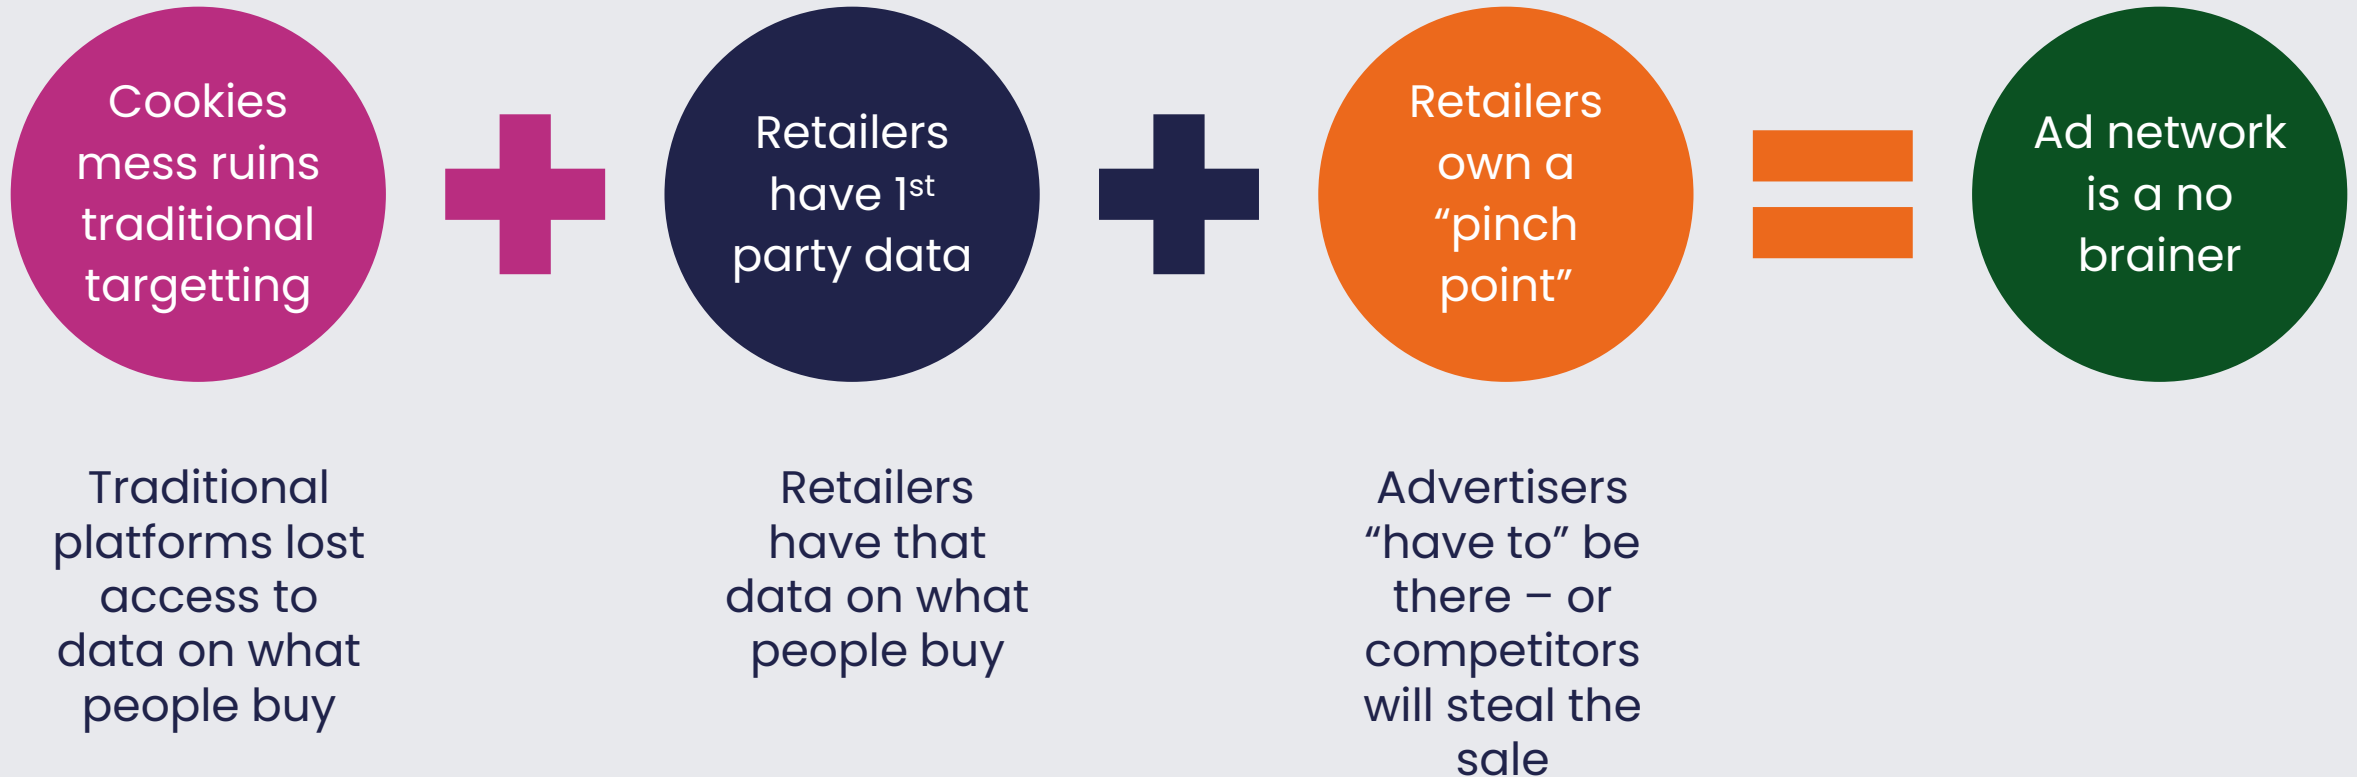 Cookies
mess ruins
traditional
targetting
Retailers
have 1st
party data
Retailers
own a
“pinch
point”
Ad network
is a no
brainer
Traditional
platforms lost
access to
data on what
people buy
Retailers
have that
data on what
people buy
Advertisers
“have to” be
there – or
competitors
will steal the
sale